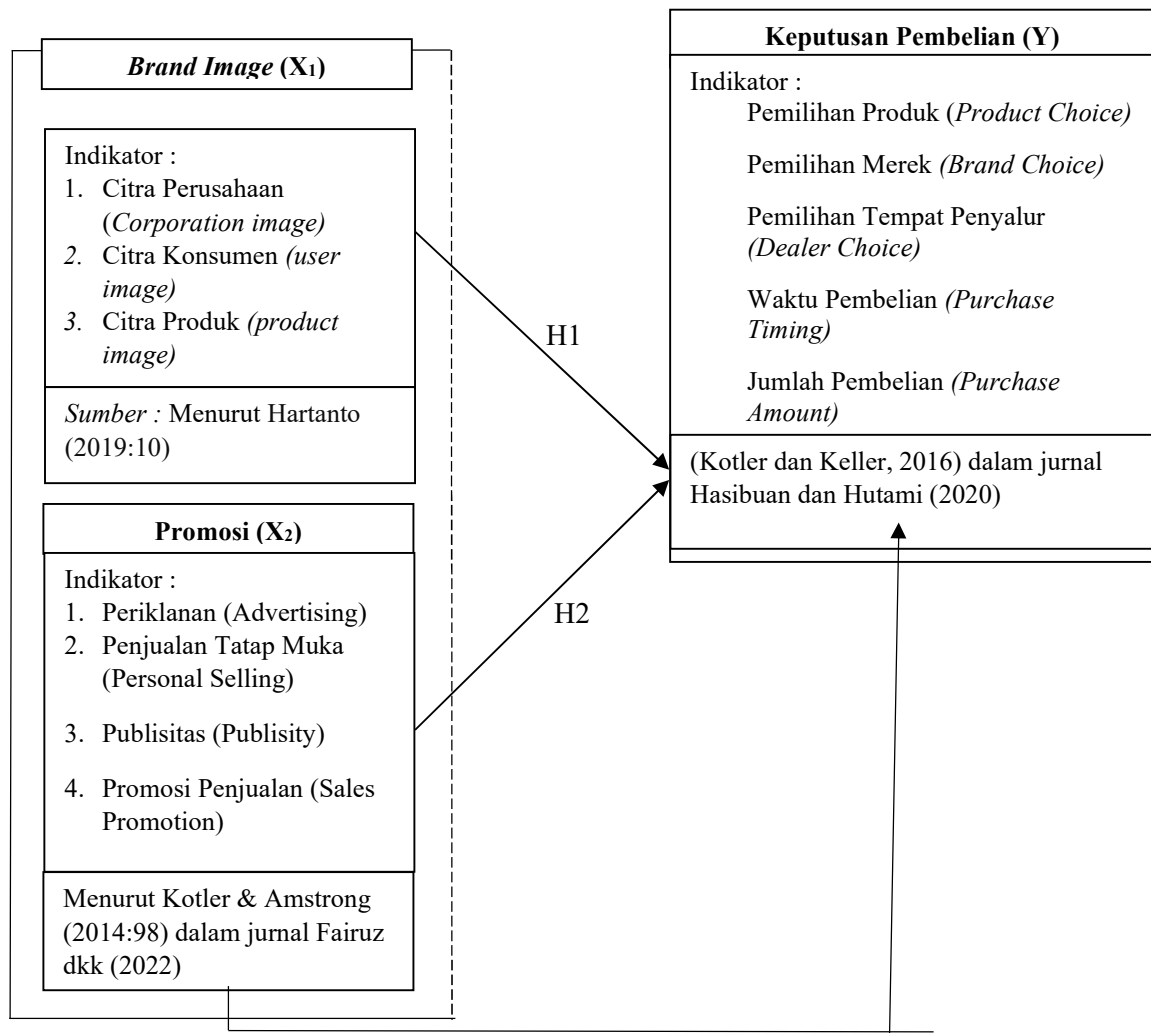 Brand Image (X₁)
Indikator :
1. Citra Perusahaan
(Corporation image)
2. Citra Konsumen (user
image)
3. Citra Produk (product
image)
Sumber : Menurut Hartanto
(2019:10)
Promosi (X₂)
Indikator :
1. Periklanan (Advertising)
2. Penjualan Tatap Muka
(Personal Selling)
3. Publisitas (Publisity)
4. Promosi Penjualan (Sales
Promotion)
Menurut Kotler & Amstrong
(2014:98) dalam jurnal Fairuz
dkk (2022)
H1
H2
Keputusan Pembelian (Y)
Indikator :
Pemilihan Produk (Product Choice)
Pemilihan Merek (Brand Choice)
Pemilihan Tempat Penyalur
(Dealer Choice)
Waktu Pembelian (Purchase
Timing)
Jumlah Pembelian (Purchase
Amount)
(Kotler dan Keller, 2016) dalam jurnal
Hasibuan dan Hutami (2020)